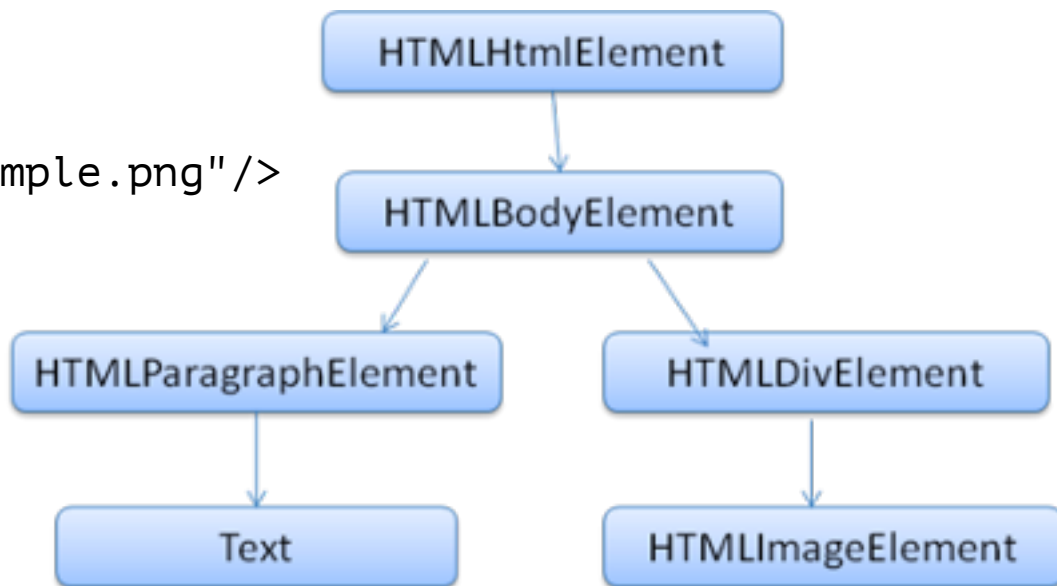 HTMLHtmlElement
mple.png"/>
HTMLBodyElement
HTMLParagraphElement
HTMLDivElement
Text
HTMLImageElement